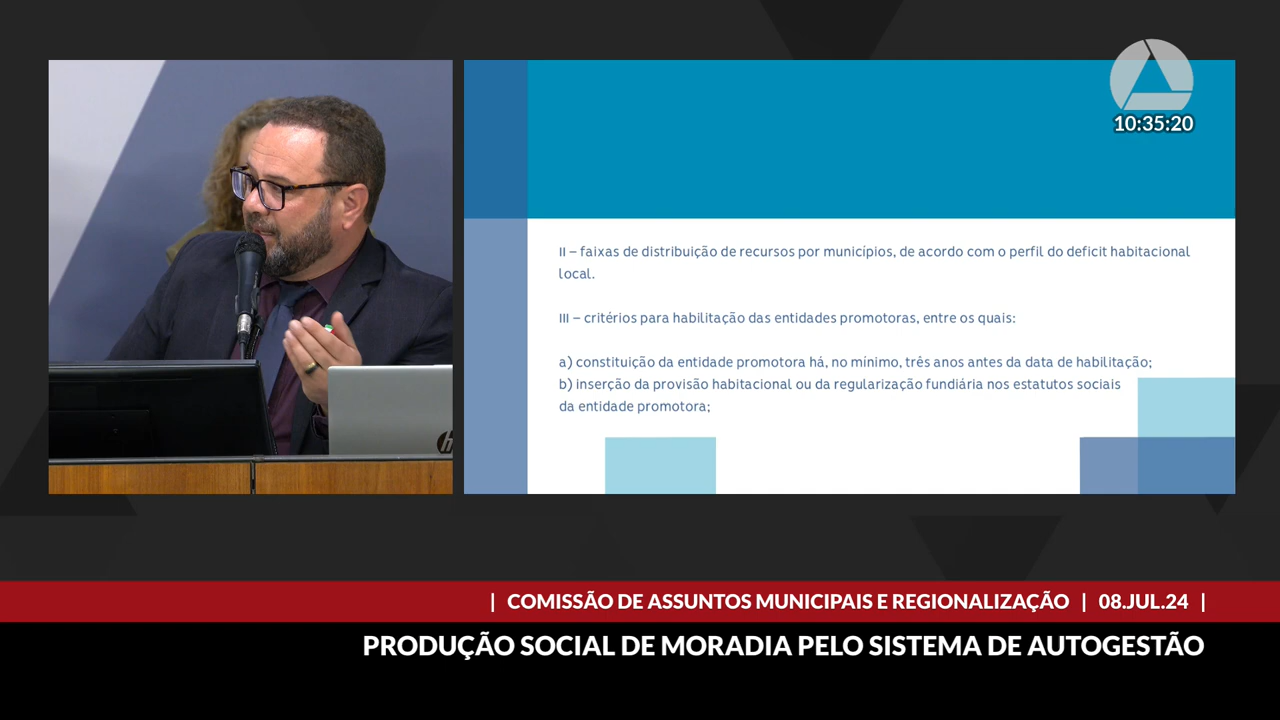 10:35:20
II – faixas de distribuição de recursos por municípios, de acordo com o perfil do deficit habitacional
local.
III – critérios para habilitação das entidades promotoras, entre os quais:
a) constituição da entidade promotora há, no mínimo, três anos antes da data de habilitação;
b) inserção da provisão habitacional ou da regularização fundiária nos estatutos sociais
da entidade promotora;
hp
| COMISSÃO DE ASSUNTOS MUNICIPAIS E REGIONALIZAÇÃO | 08.JUL.24 |
PRODUÇÃO SOCIAL DE MORADIA PELO SISTEMA DE AUTOGESTÃO